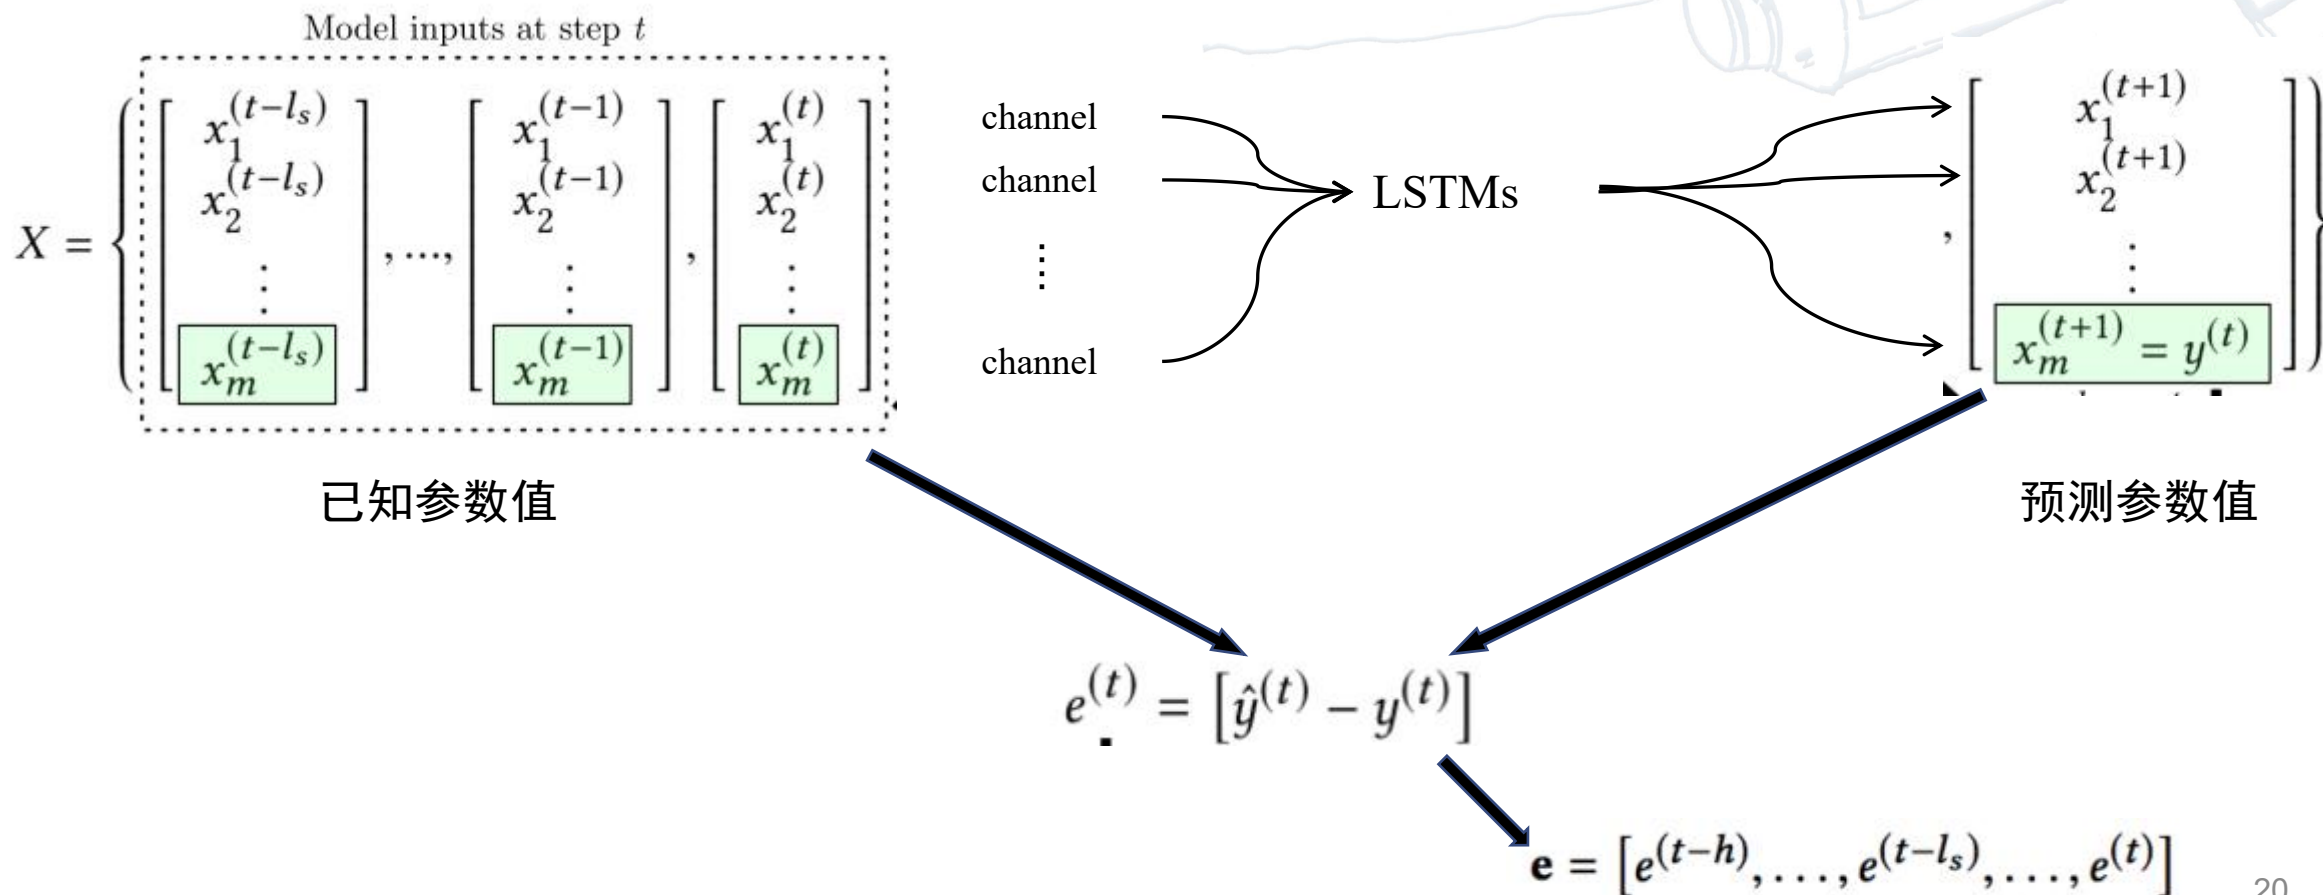 Model inputs at step t
X = { [ x_1^{(t-l_s)} x_2^{(t-l_s)} ⋮ x_m^{(t-l_s)} ] , ..., [ x_1^{(t-1)} x_2^{(t-1)} ⋮ x_m^{(t-1)} ] , [ x_1^{(t)} x_2^{(t)} ⋮ x_m^{(t)} ]
channel
channel
⋮
channel
LSTMs
, [ x_1^{(t+1)} x_2^{(t+1)} ⋮ x_m^{(t+1)} = y^{(t)} ] }
已知参数值
预测参数值
e^{(t)} = [ŷ^{(t)} − y^{(t)}]
e = [e^{(t-h)}, . . . , e^{(t-l_s)}, . . . , e^{(t)}]
20